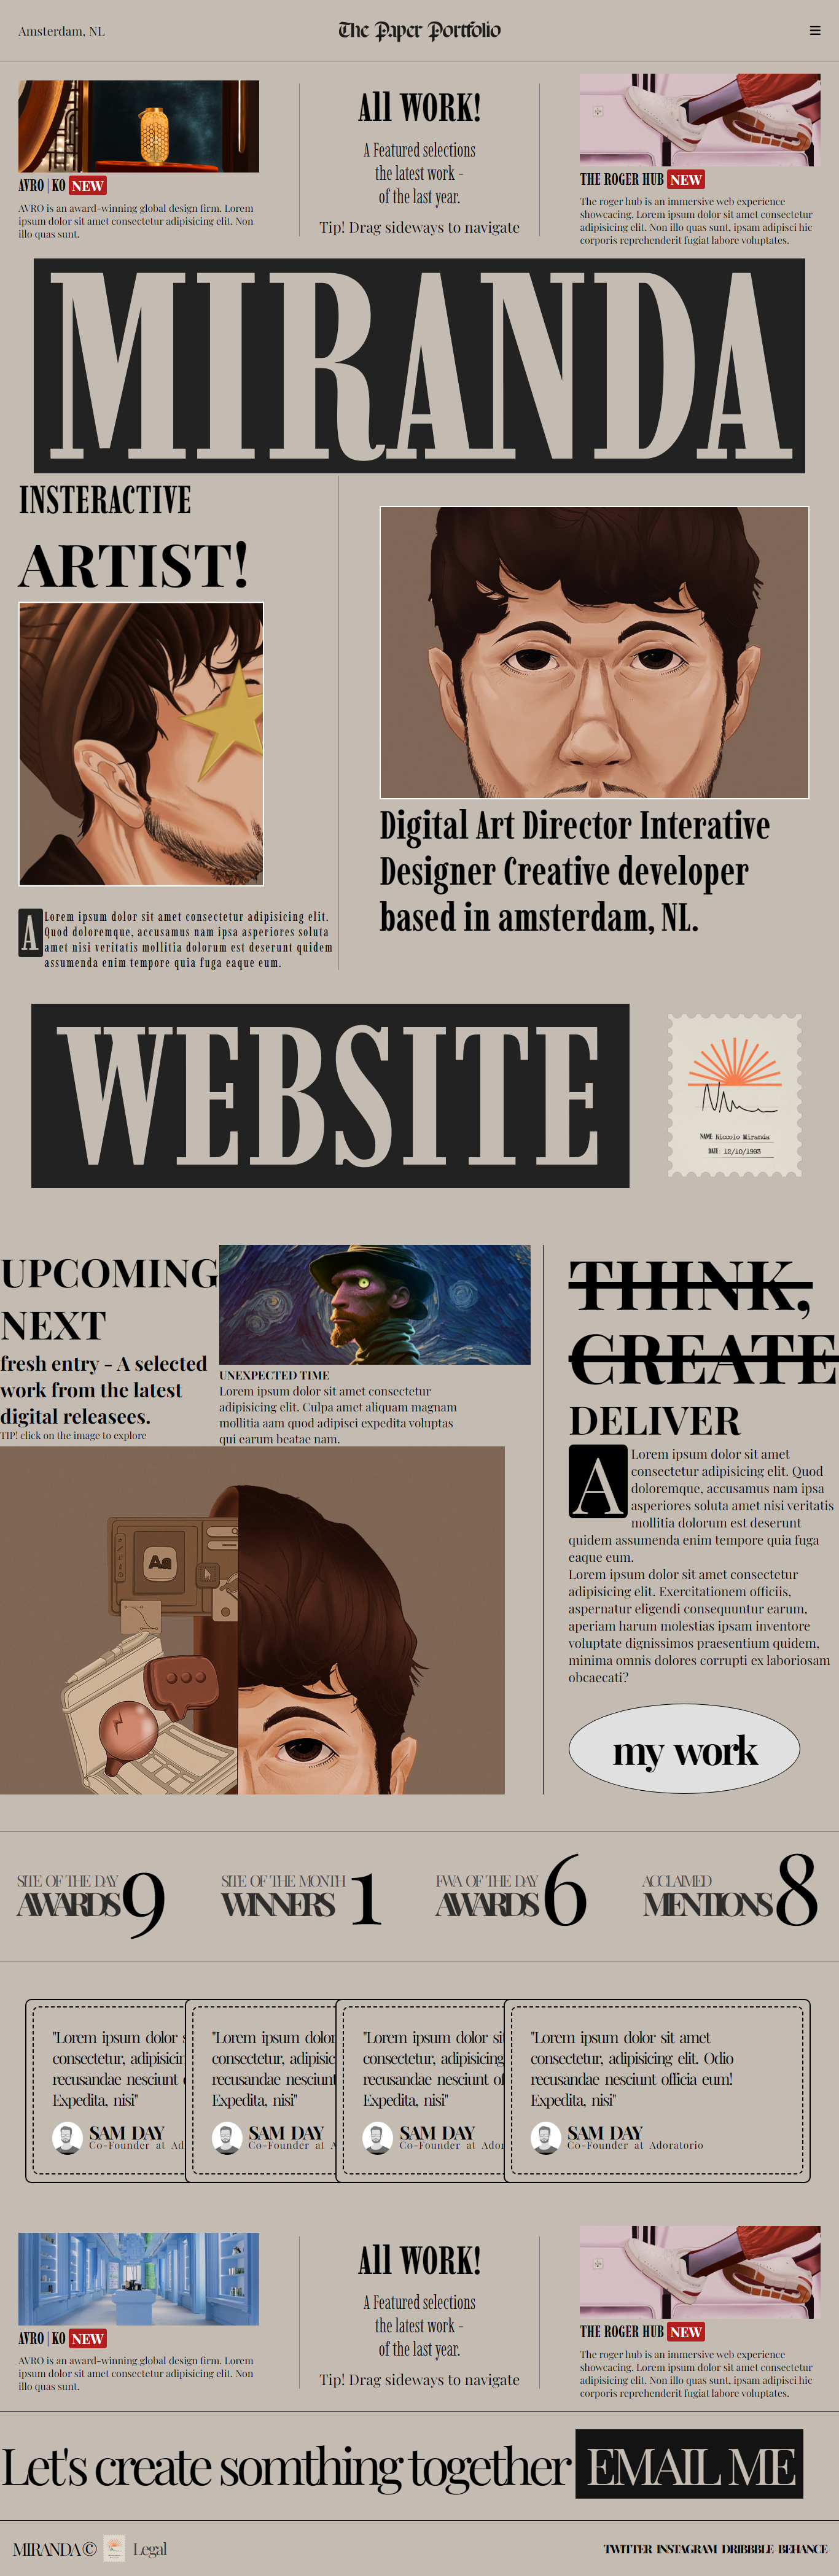 Amsterdam, NL
The Paper Portfolio
AVRO | KO NEW
AVRO is an award-winning global design firm. Lorem
ipsum dolor sit amet consectetur adipisicing elit. Non
illo quas sunt.
All WORK!
A Featured selections
the latest work -
of the last year.
Tip! Drag sideways to navigate
THE ROGER HUB NEW
The roger hub is an immersive web experience
showcacing. Lorem ipsum dolor sit amet consectetur
adipisicing elit. Non illo quas sunt, ipsam adipisci hic
corporis reprehenderit fugiat labore voluptates.
MIRANDA
INSTERACTIVE
ARTIST!
A Lorem ipsum dolor sit amet consectetur adipisicing elit.
Quod doloremque, accusamus nam ipsa asperiores soluta
amet nisi veritatis mollitia dolorum est deserunt quidem
assumenda enim tempore quia fuga eaque eum.
Digital Art Director Interative
Designer Creative developer
based in amsterdam, NL.
WEBSITE
NAME Niccolo Miranda
DATE: 12/10/1993
UPCOMING
NEXT
fresh entry - A selected
work from the latest
digital releasees.
TIP! click on the image to explore
UNEXPECTED TIME
Lorem ipsum dolor sit amet consectetur
adipisicing elit. Culpa amet aliquam magnam
mollitia aam quod adipisci expedita voluptas
qui earum beatae nam.
Aa
THINK,
CREATE
DELIVER
A Lorem ipsum dolor sit amet
consectetur adipisicing elit. Quod
doloremque, accusamus nam ipsa
asperiores soluta amet nisi veritatis
mollitia dolorum est deserunt
quidem assumenda enim tempore quia fuga
eaque eum.
Lorem ipsum dolor sit amet consectetur
adipisicing elit. Exercitationem officiis,
aspernatur eligendi consequuntur earum,
aperiam harum molestias ipsam inventore
voluptate dignissimos praesentium quidem,
minima omnis dolores corrupti ex laboriosam
obcaecati?
my work
SITE OF THE DAY
AWARDS 9
SITE OF THE MONTH
WINNERS 1
FWA OF THE DAY
AWARDS 6
ACCLAIMED
MENTIONS 8
"Lorem ipsum dolor s
consectetur, adipisicin
recusandae nesciunt o
Expedita, nisi"
SAM DAY
Co-Founder at Ad
"Lorem ipsum dolor
consectetur, adipisic
recusandae nesciunt
Expedita, nisi"
SAM DAY
Co-Founder at A
"Lorem ipsum dolor si
consectetur, adipisicing
recusandae nesciunt of
Expedita, nisi"
SAM DAY
Co-Founder at Ador
"Lorem ipsum dolor sit amet
consectetur, adipisicing elit. Odio
recusandae nesciunt officia eum!
Expedita, nisi"
SAM DAY
Co-Founder at Adoratorio
AVRO | KO NEW
AVRO is an award-winning global design firm. Lorem
ipsum dolor sit amet consectetur adipisicing elit. Non
illo quas sunt.
All WORK!
A Featured selections
the latest work -
of the last year.
Tip! Drag sideways to navigate
THE ROGER HUB NEW
The roger hub is an immersive web experience
showcacing. Lorem ipsum dolor sit amet consectetur
adipisicing elit. Non illo quas sunt, ipsam adipisci hic
corporis reprehenderit fugiat labore voluptates.
Let's create somthing together EMAIL ME
MIRANDA© Legal
TWITTER INSTAGRAM DRIBBBLE BEHANCE